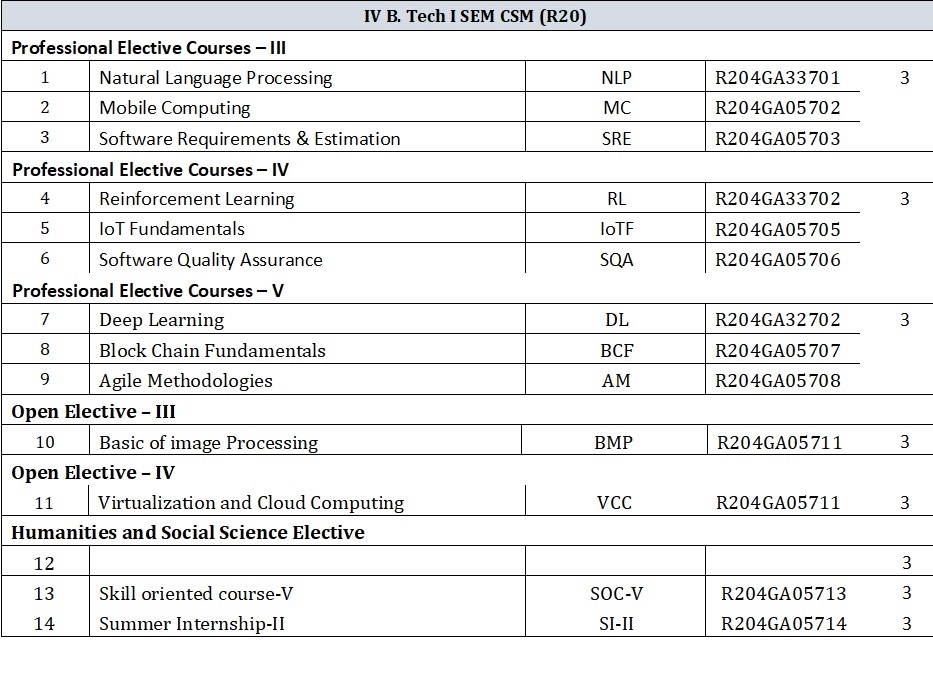 IV B. Tech I SEM CSM (R20)
Professional Elective Courses – III
1 Natural Language Processing NLP R204GA33701 3
2 Mobile Computing MC R204GA05702
3 Software Requirements & Estimation SRE R204GA05703
Professional Elective Courses – IV
4 Reinforcement Learning RL R204GA33702 3
5 IoT Fundamentals IoTF R204GA05705
6 Software Quality Assurance SQA R204GA05706
Professional Elective Courses – V
7 Deep Learning DL R204GA32702 3
8 Block Chain Fundamentals BCF R204GA05707
9 Agile Methodologies AM R204GA05708
Open Elective – III
10 Basic of image Processing BMP R204GA05711 3
Open Elective – IV
11 Virtualization and Cloud Computing VCC R204GA05711 3
Humanities and Social Science Elective
12 3
13 Skill oriented course-V SOC-V R204GA05713 3
14 Summer Internship-II SI-II R204GA05714 3